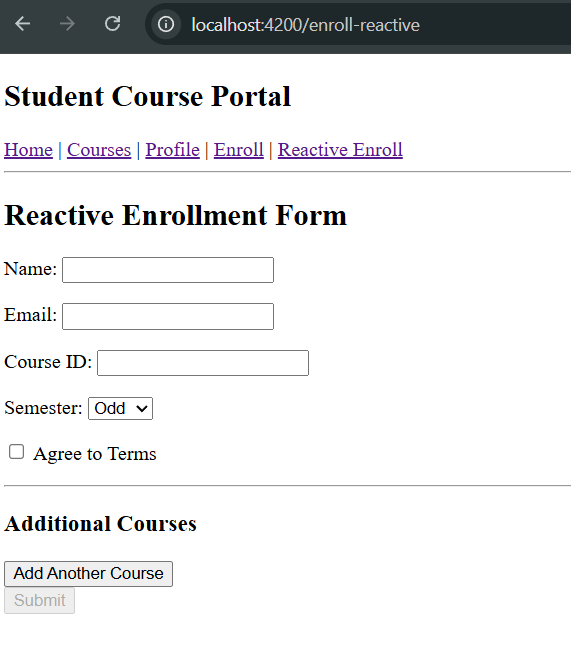 localhost:4200/enroll-reactive
Student Course Portal
Home | Courses | Profile | Enroll | Reactive Enroll
Reactive Enrollment Form
Name:
Email:
Course ID:
Semester: Odd
Agree to Terms
Additional Courses
Add Another Course
Submit